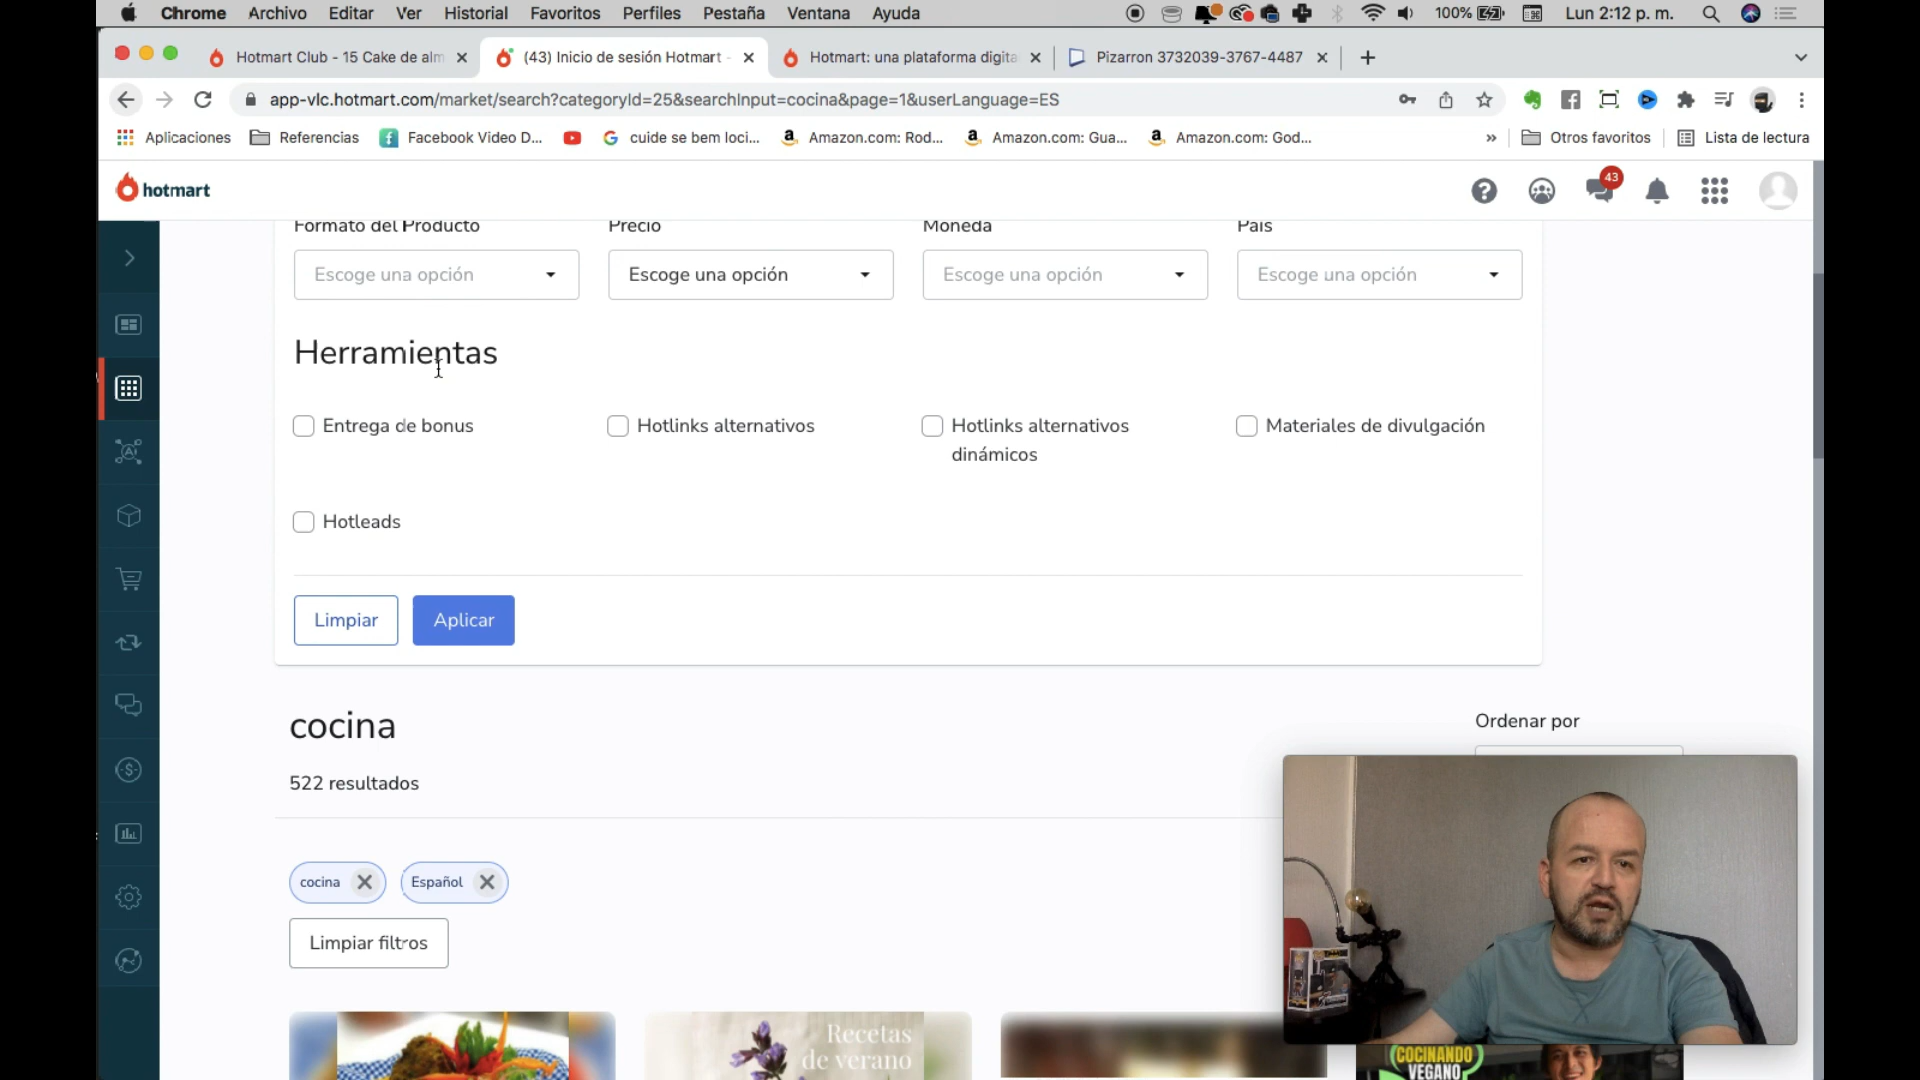 Chrome Archivo Editar Ver Historial Favoritos Perfiles Pestaña Ventana Ayuda 100% Lun 2:12 p. m.
Hotmart Club - 15 Cake de alm (43) Inicio de sesión Hotmart - Hotmart: una plataforma digita Pizarron 3732039-3767-4487
app-vlc.hotmart.com/market/search?categoryId=25&searchInput=cocina&page=1&userLanguage=ES
Aplicaciones Referencias Facebook Video D... cuide se bem loci... Amazon.com: Rod... Amazon.com: Gua... Amazon.com: God... » Otros favoritos Lista de lectura
hotmart 43
Formato del Producto Precio Moneda País
Escoge una opción Escoge una opción Escoge una opción Escoge una opción
Herramientas
Entrega de bonus Hotlinks alternativos Hotlinks alternativos dinámicos Materiales de divulgación
Hotleads
Limpiar Aplicar
cocina
Ordenar por
522 resultados
cocina Español
Limpiar filtros
Recetas
de verano
COCINANDO
VEGANO